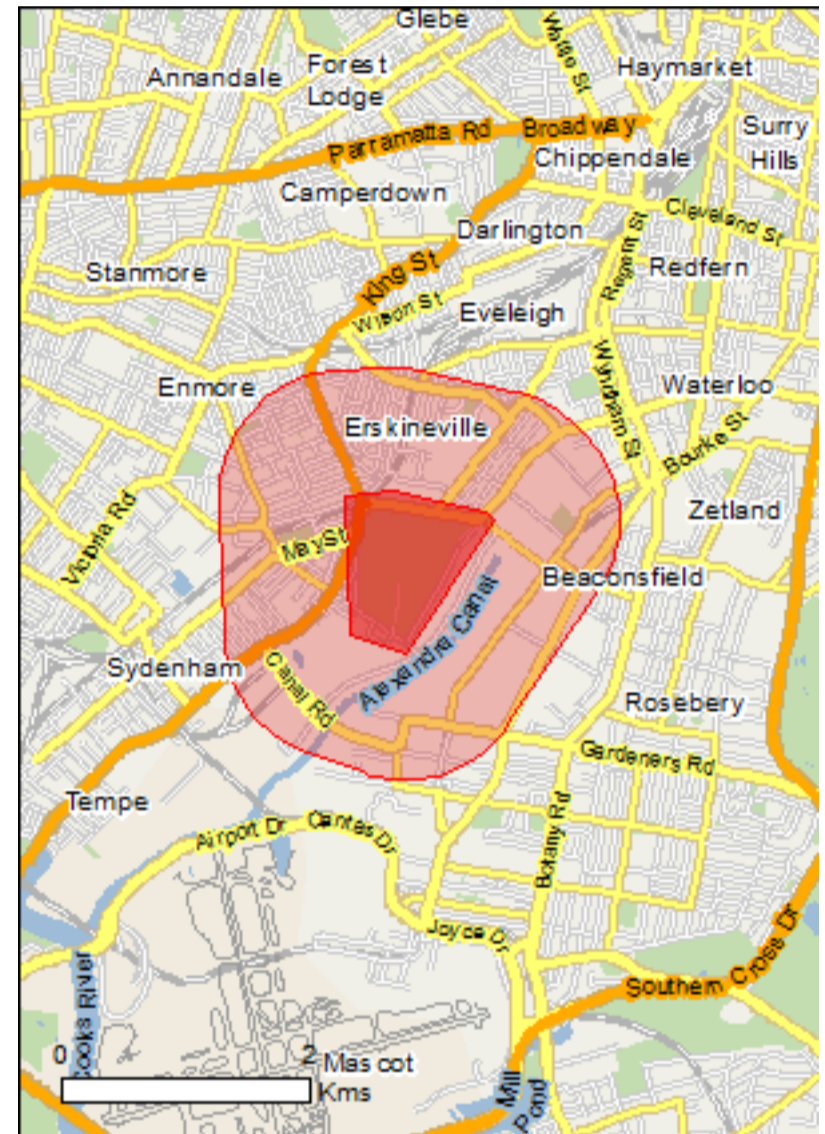 Glebe
Wattle St
Annandale
Forest
Lodge
Haymarket
Parramatta Rd
Broadway
Surry
Hills
Chippendale
Camperdown
Cleveland St
Darlington
Stanmore
King St
Regent St
Redfern
Wilson St
Eveleigh
Enmore
Wyndham St
Waterloo
Erskineville
Bourke St
Victoria Rd
Zetland
May St
Beaconsfield
Alexandra Canal
Sydenham
Canal Rd
Rosebery
Gardeners Rd
Tempe
Airport Dr
Qantas Dr
Botany Rd
Joyce Dr
Southern Cross Dr
Cooks River
0
2
Mascot
Kms
Mill
Pond